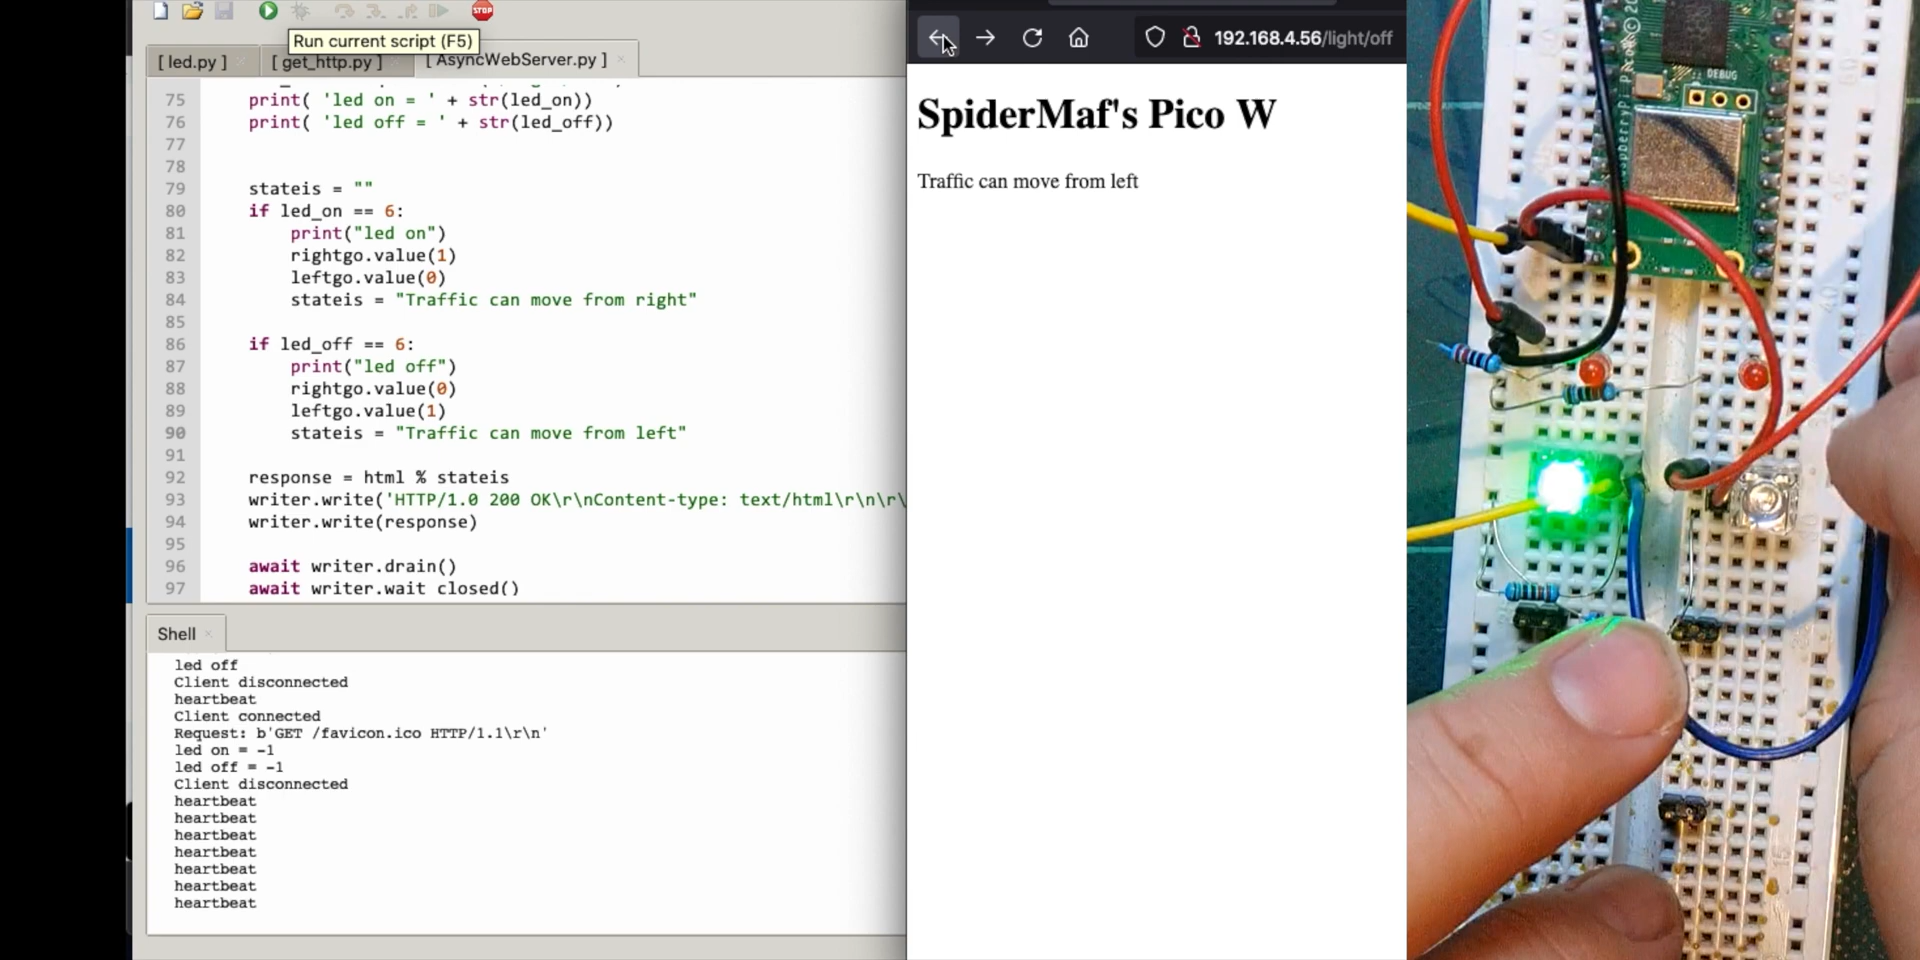 STOP
Run current script (F5)
[ led.py ]
[ get_http.py ]
[ AsyncWebServer.py ]
75 print( 'led on = ' + str(led_on))
76 print( 'led off = ' + str(led_off))
77
78
79 stateis = ""
80 if led_on == 6:
81 print("led on")
82 rightgo.value(1)
83 leftgo.value(0)
84 stateis = "Traffic can move from right"
85
86 if led_off == 6:
87 print("led off")
88 rightgo.value(0)
89 leftgo.value(1)
90 stateis = "Traffic can move from left"
91
92 response = html % stateis
93 writer.write('HTTP/1.0 200 OK\r\nContent-type: text/html\r\n\r\
94 writer.write(response)
95
96 await writer.drain()
97 await writer.wait closed()
Shell
led off
Client disconnected
heartbeat
Client connected
Request: b'GET /favicon.ico HTTP/1.1\r\n'
led on = -1
led off = -1
Client disconnected
heartbeat
heartbeat
heartbeat
heartbeat
heartbeat
heartbeat
heartbeat
192.168.4.56/light/off
SpiderMaf's Pico W
Traffic can move from left
DEBUG